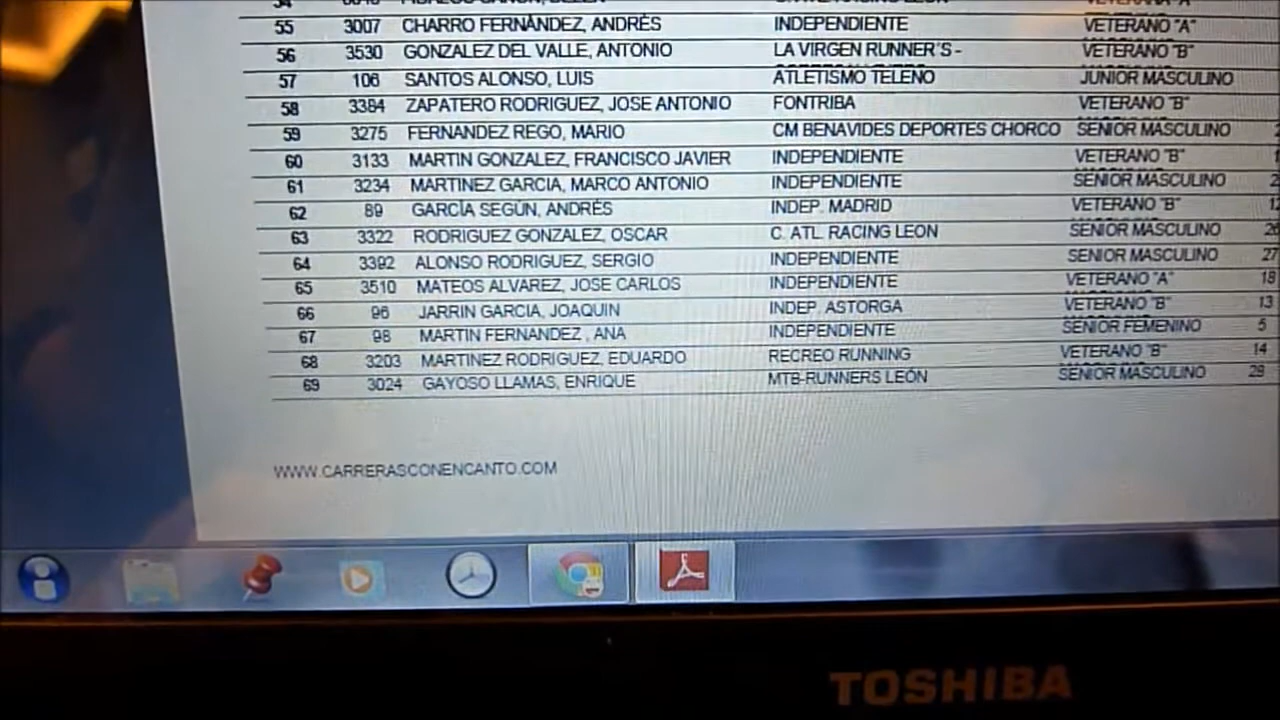 55 3007 CHARRO FERNÀNDEZ, ANDRÉS INDEPENDIENTE VETERANO "A"
56 3530 GONZALEZ DEL VALLE, ANTONIO LA VIRGEN RUNNER'S - VETERANO "B"
57 106 SANTOS ALONSO, LUIS ATLETISMO TELENO JUNIOR MASCULINO
58 3384 ZAPATERO RODRIGUEZ, JOSE ANTONIO FONTRIBA VETERANO "B"
59 3275 FERNANDEZ REGO, MARIO CM BENAVIDES DEPORTES CHORCO SENIOR MASCULINO
60 3133 MARTIN GONZALEZ, FRANCISCO JAVIER INDEPENDIENTE VETERANO "B"
61 3234 MARTINEZ GARCIA, MARCO ANTONIO INDEPENDIENTE SENIOR MASCULINO
62 89 GARCÍA SEGÚN, ANDRÉS INDEP. MADRID VETERANO "B"
63 3322 RODRIGUEZ GONZALEZ, OSCAR C. ATL. RACING LEON SENIOR MASCULINO 26
64 3392 ALONSO RODRIGUEZ, SERGIO INDEPENDIENTE SENIOR MASCULINO 27
65 3510 MATEOS ALVAREZ, JOSE CARLOS INDEPENDIENTE VETERANO "A" 18
66 96 JARRIN GARCIA, JOAQUIN INDEP. ASTORGA VETERANO "B" 13
67 98 MARTIN FERNANDEZ , ANA INDEPENDIENTE SENIOR FEMENINO 5
68 3203 MARTINEZ RODRIGUEZ, EDUARDO RECREO RUNNING VETERANO "B" 14
69 3024 GAYOSO LLAMAS, ENRIQUE MTB-RUNNERS LEÓN SENIOR MASCULINO 28
WWW.CARRERASCONENCANTO.COM
TOSHIBA